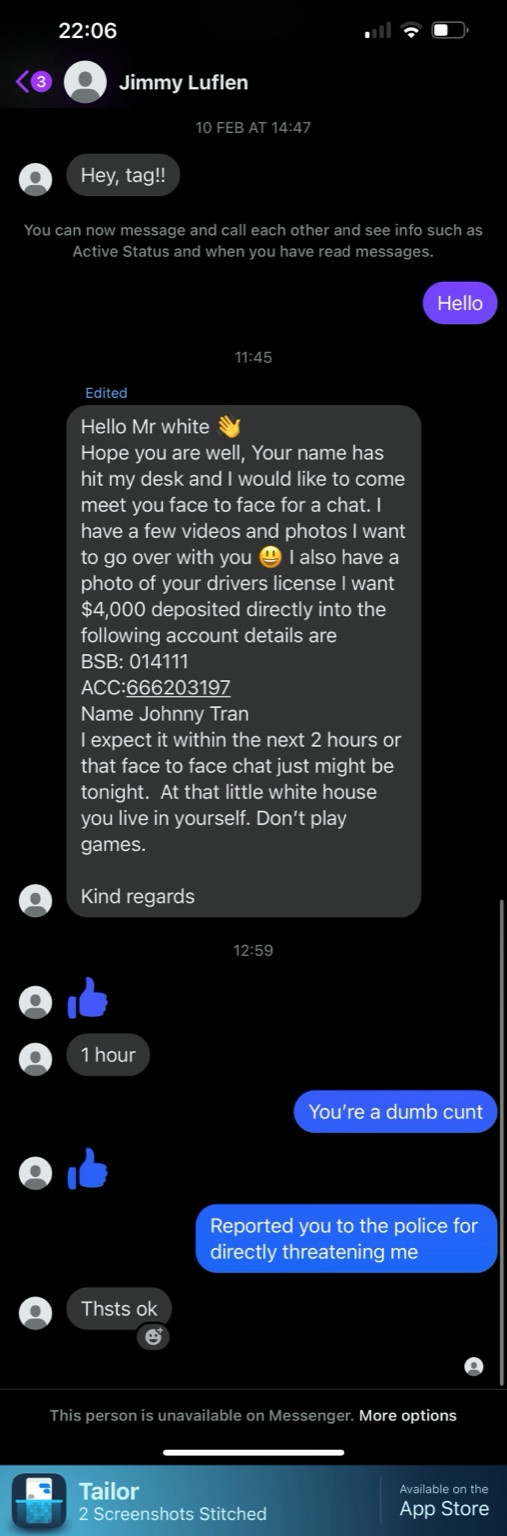 22:06
3
Jimmy Luflen
10 FEB AT 14:47
Hey, tag!!
You can now message and call each other and see info such as
Active Status and when you have read messages.
Hello
11:45
Edited
Hello Mr white 👋
Hope you are well, Your name has
hit my desk and I would like to come
meet you face to face for a chat. I
have a few videos and photos I want
to go over with you 😃 I also have a
photo of your drivers license I want
$4,000 deposited directly into the
following account details are
BSB: 014111
ACC:666203197
Name Johnny Tran
I expect it within the next 2 hours or
that face to face chat just might be
tonight.  At that little white house
you live in yourself. Don’t play
games.
Kind regards
12:59
1 hour
You’re a dumb cunt
Reported you to the police for
directly threatening me
Thsts ok
This person is unavailable on Messenger. More options
Tailor
2 Screenshots Stitched
Available on the
App Store